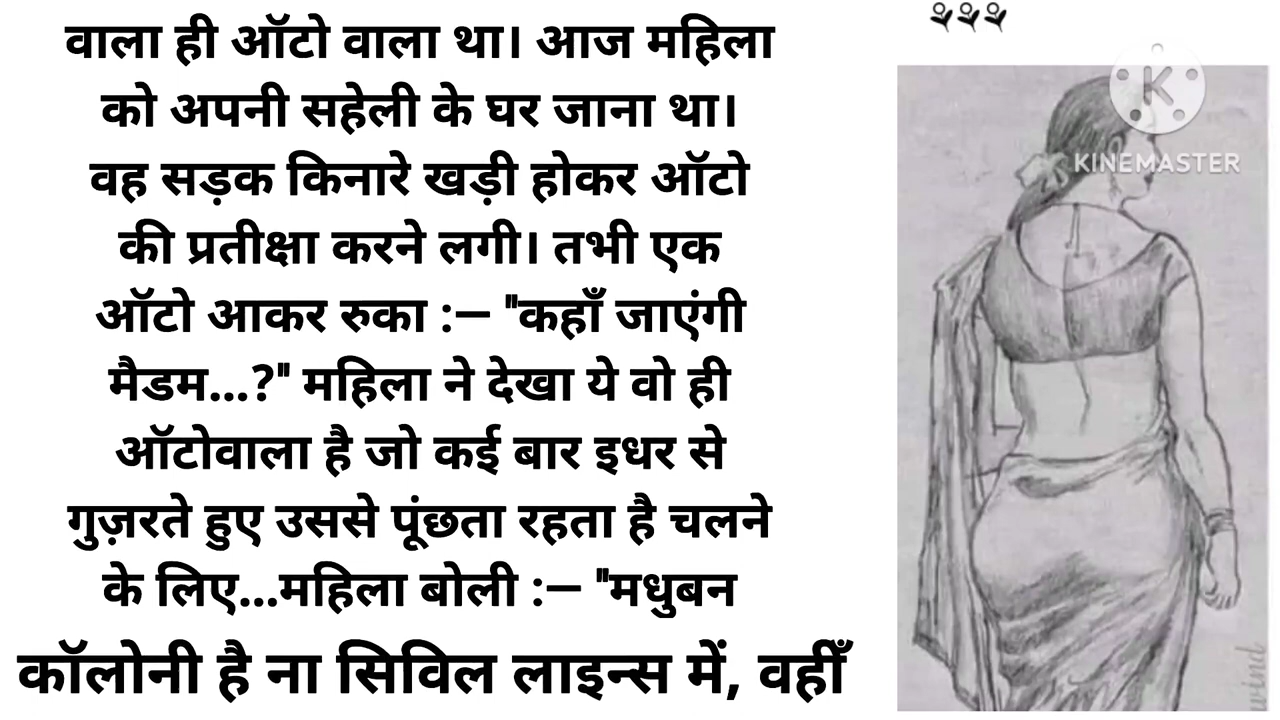 वाला ही ऑटो वाला था। आज महिला
को अपनी सहेली के घर जाना था।
वह सड़क किनारे खड़ी होकर ऑटो
की प्रतीक्षा करने लगी। तभी एक
ऑटो आकर रुका :— "कहाँ जाएंगी
मैडम...?" महिला ने देखा ये वो ही
ऑटोवाला है जो कई बार इधर से
गुज़रते हुए उससे पूंछता रहता है चलने
के लिए...महिला बोली :— "मधुबन
कॉलोनी है ना सिविल लाइन्स में, वहीँ
K
KINEMASTER